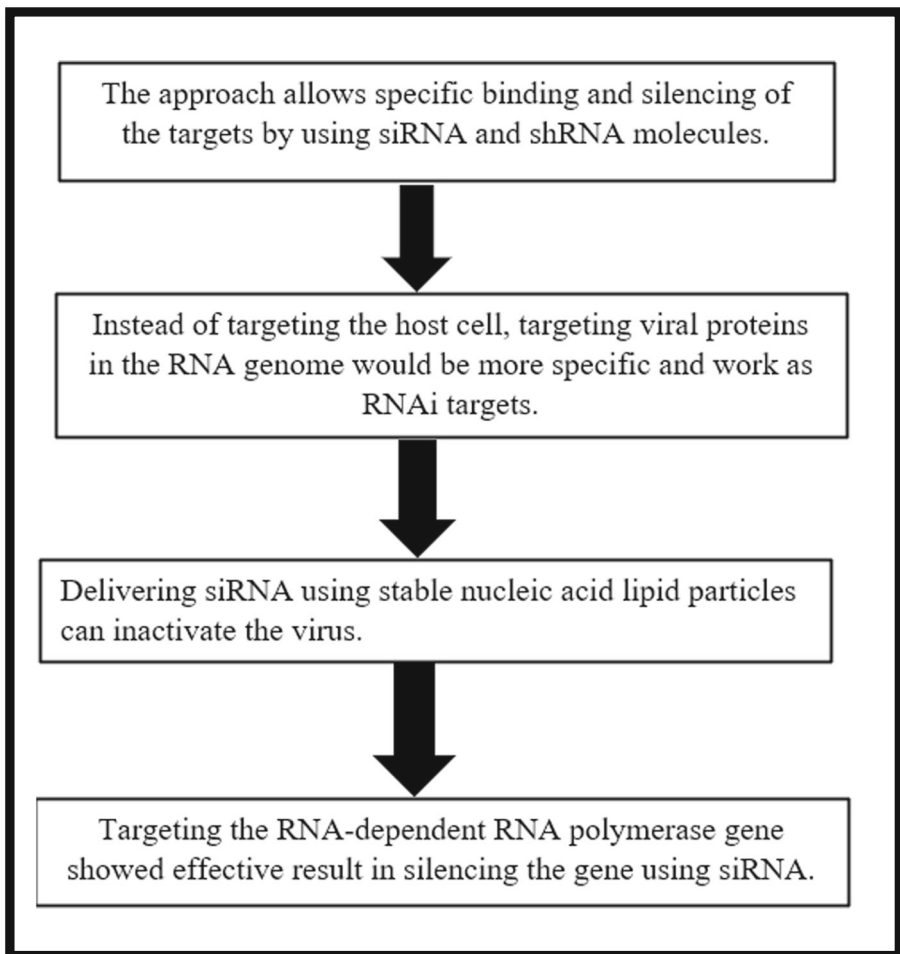 The approach allows specific binding and silencing of
the targets by using siRNA and shRNA molecules.
Instead of targeting the host cell, targeting viral proteins
in the RNA genome would be more specific and work as
RNAi targets.
Delivering siRNA using stable nucleic acid lipid particles
can inactivate the virus.
Targeting the RNA-dependent RNA polymerase gene
showed effective result in silencing the gene using siRNA.